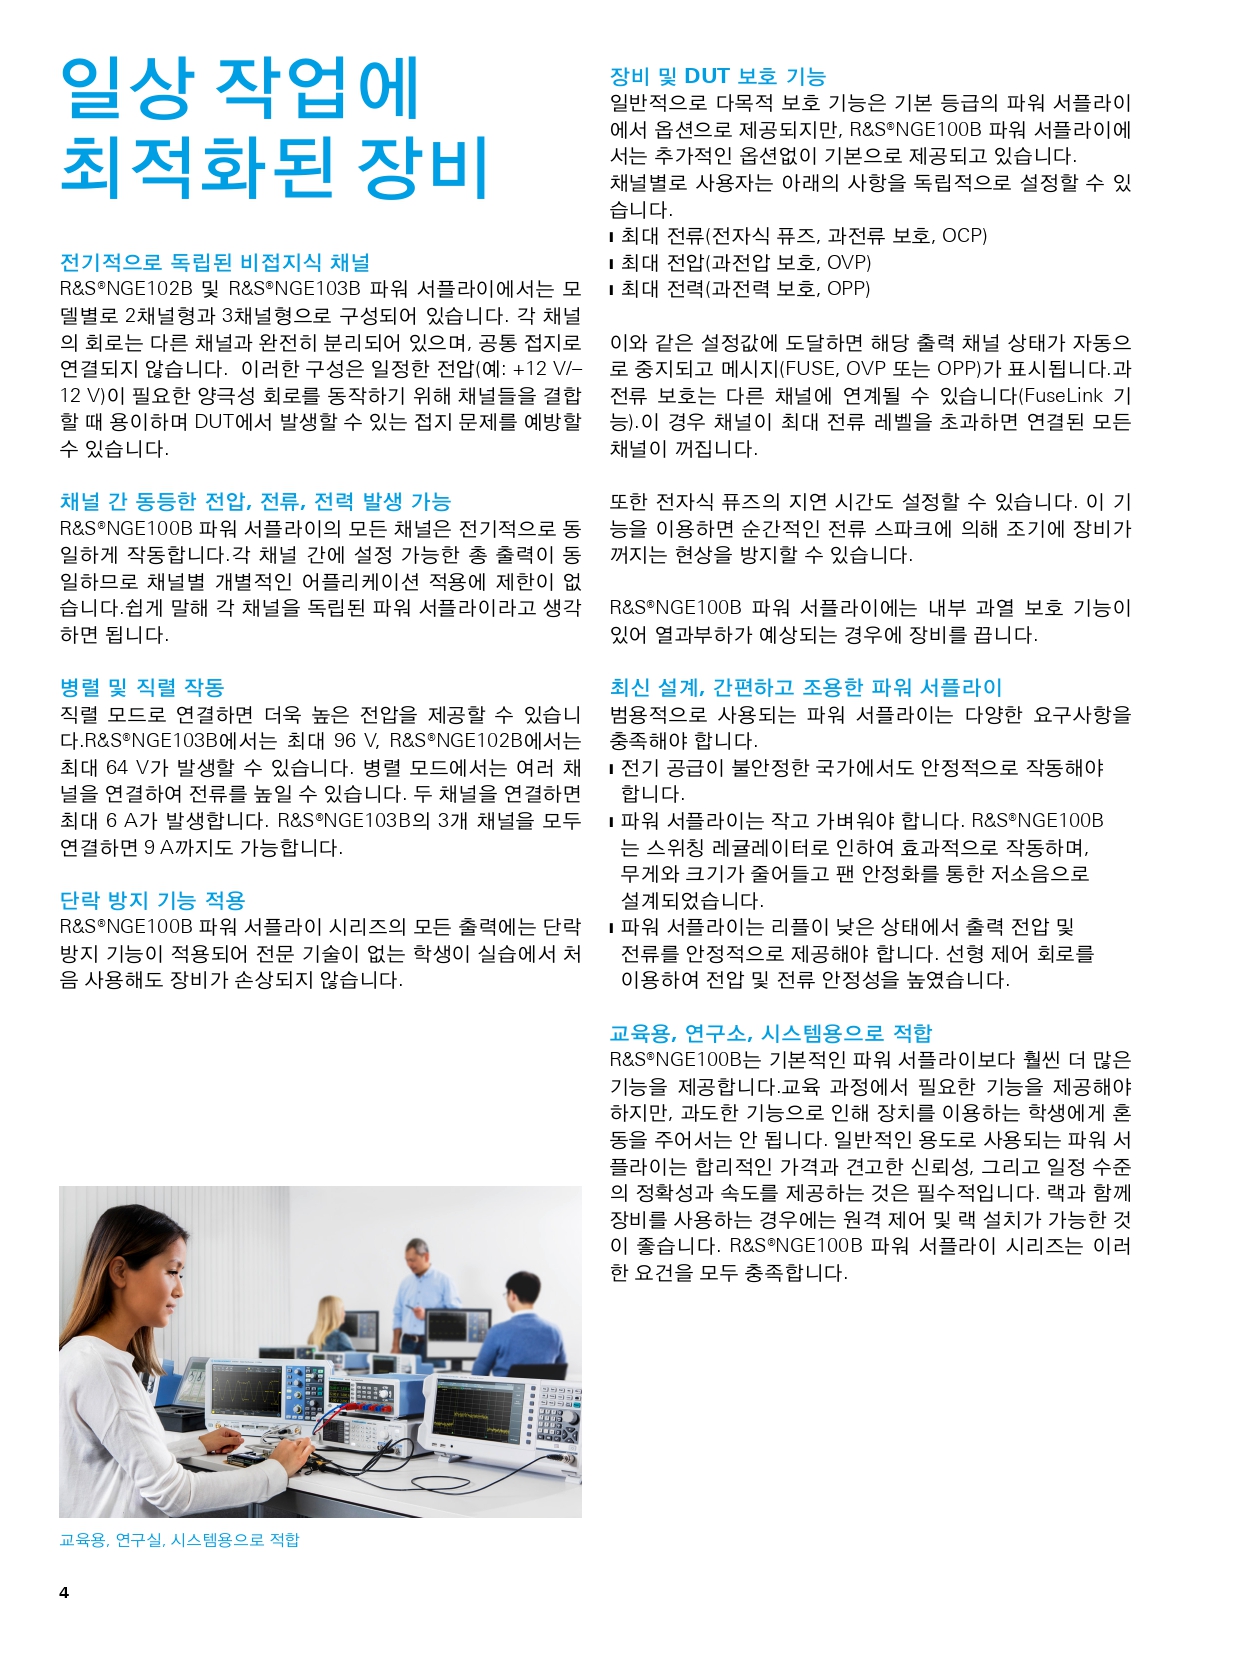 일상 작업에
최적화된 장비
전기적으로 독립된 비접지식 채널
R&S®NGE102B 및 R&S®NGE103B 파워 서플라이에서는 모
델별로 2채널형과 3채널형으로 구성되어 있습니다. 각 채널
의 회로는 다른 채널과 완전히 분리되어 있으며, 공통 접지로
연결되지 않습니다. 이러한 구성은 일정한 전압(예: +12 V/–
12 V)이 필요한 양극성 회로를 동작하기 위해 채널들을 결합
할 때 용이하며 DUT에서 발생할 수 있는 접지 문제를 예방할
수 있습니다.
채널 간 동등한 전압, 전류, 전력 발생 가능
R&S®NGE100B 파워 서플라이의 모든 채널은 전기적으로 동
일하게 작동합니다.각 채널 간에 설정 가능한 총 출력이 동
일하므로 채널별 개별적인 어플리케이션 적용에 제한이 없
습니다.쉽게 말해 각 채널을 독립된 파워 서플라이라고 생각
하면 됩니다.
병렬 및 직렬 작동
직렬 모드로 연결하면 더욱 높은 전압을 제공할 수 있습니
다.R&S®NGE103B에서는 최대 96 V, R&S®NGE102B에서는
최대 64 V가 발생할 수 있습니다. 병렬 모드에서는 여러 채
널을 연결하여 전류를 높일 수 있습니다. 두 채널을 연결하면
최대 6 A가 발생합니다. R&S®NGE103B의 3개 채널을 모두
연결하면 9 A까지도 가능합니다.
단락 방지 기능 적용
R&S®NGE100B 파워 서플라이 시리즈의 모든 출력에는 단락
방지 기능이 적용되어 전문 기술이 없는 학생이 실습에서 처
음 사용해도 장비가 손상되지 않습니다.
교육용, 연구실, 시스템용으로 적합
4
장비 및 DUT 보호 기능
일반적으로 다목적 보호 기능은 기본 등급의 파워 서플라이
에서 옵션으로 제공되지만, R&S®NGE100B 파워 서플라이에
서는 추가적인 옵션없이 기본으로 제공되고 있습니다.
채널별로 사용자는 아래의 사항을 독립적으로 설정할 수 있
습니다.
ı 최대 전류(전자식 퓨즈, 과전류 보호, OCP)
ı 최대 전압(과전압 보호, OVP)
ı 최대 전력(과전력 보호, OPP)
이와 같은 설정값에 도달하면 해당 출력 채널 상태가 자동으
로 중지되고 메시지(FUSE, OVP 또는 OPP)가 표시됩니다.과
전류 보호는 다른 채널에 연계될 수 있습니다(FuseLink 기
능).이 경우 채널이 최대 전류 레벨을 초과하면 연결된 모든
채널이 꺼집니다.
또한 전자식 퓨즈의 지연 시간도 설정할 수 있습니다. 이 기
능을 이용하면 순간적인 전류 스파크에 의해 조기에 장비가
꺼지는 현상을 방지할 수 있습니다.
R&S®NGE100B 파워 서플라이에는 내부 과열 보호 기능이
있어 열과부하가 예상되는 경우에 장비를 끕니다.
최신 설계, 간편하고 조용한 파워 서플라이
범용적으로 사용되는 파워 서플라이는 다양한 요구사항을
충족해야 합니다.
ı 전기 공급이 불안정한 국가에서도 안정적으로 작동해야
합니다.
ı 파워 서플라이는 작고 가벼워야 합니다. R&S®NGE100B
는 스위칭 레귤레이터로 인하여 효과적으로 작동하며,
무게와 크기가 줄어들고 팬 안정화를 통한 저소음으로
설계되었습니다.
ı 파워 서플라이는 리플이 낮은 상태에서 출력 전압 및
전류를 안정적으로 제공해야 합니다. 선형 제어 회로를
이용하여 전압 및 전류 안정성을 높였습니다.
교육용, 연구소, 시스템용으로 적합
R&S®NGE100B는 기본적인 파워 서플라이보다 훨씬 더 많은
기능을 제공합니다.교육 과정에서 필요한 기능을 제공해야
하지만, 과도한 기능으로 인해 장치를 이용하는 학생에게 혼
동을 주어서는 안 됩니다. 일반적인 용도로 사용되는 파워 서
플라이는 합리적인 가격과 견고한 신뢰성, 그리고 일정 수준
의 정확성과 속도를 제공하는 것은 필수적입니다. 랙과 함께
장비를 사용하는 경우에는 원격 제어 및 랙 설치가 가능한 것
이 좋습니다. R&S®NGE100B 파워 서플라이 시리즈는 이러
한 요건을 모두 충족합니다.